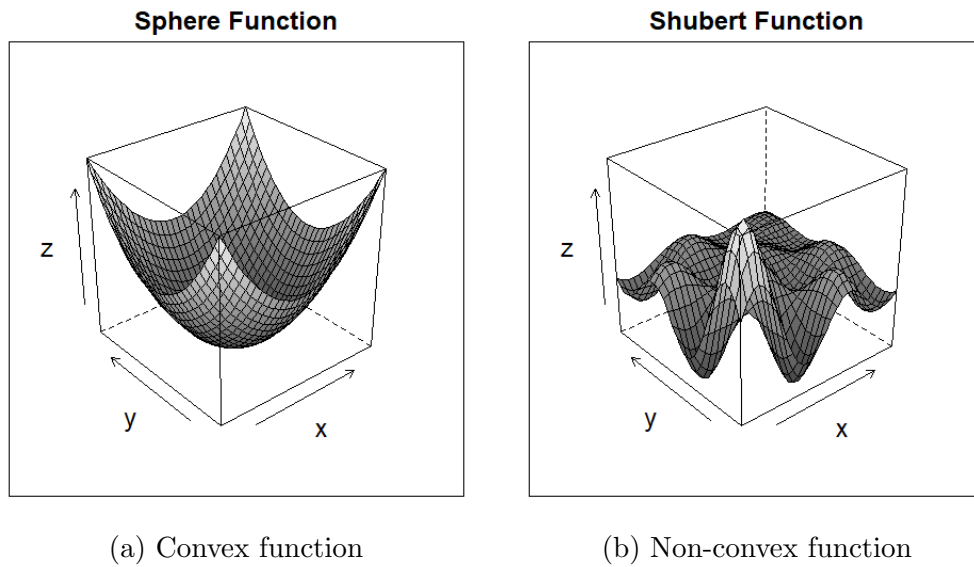 Sphere Function
z
y
x
(a) Convex function
Shubert Function
z
y
x
(b) Non-convex function